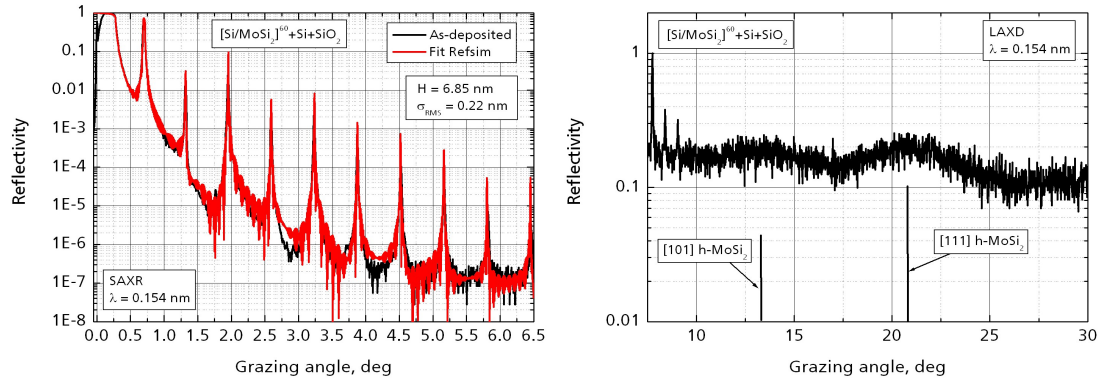 [Si/MoSi2]60+Si+SiO2
As-deposited
Fit Refsim
H = 6.85 nm
σRMS = 0.22 nm
SAXR
λ = 0.154 nm
1
0.1
0.01
1E-3
1E-4
1E-5
1E-6
1E-7
1E-8
Reflectivity
0.0 0.5 1.0 1.5 2.0 2.5 3.0 3.5 4.0 4.5 5.0 5.5 6.0 6.5
Grazing angle, deg
[Si/MoSi2]60+Si+SiO2
LAXD
λ = 0.154 nm
[101] h-MoSi2
[111] h-MoSi2
1
0.1
0.01
Reflectivity
10 15 20 25 30
Grazing angle, deg